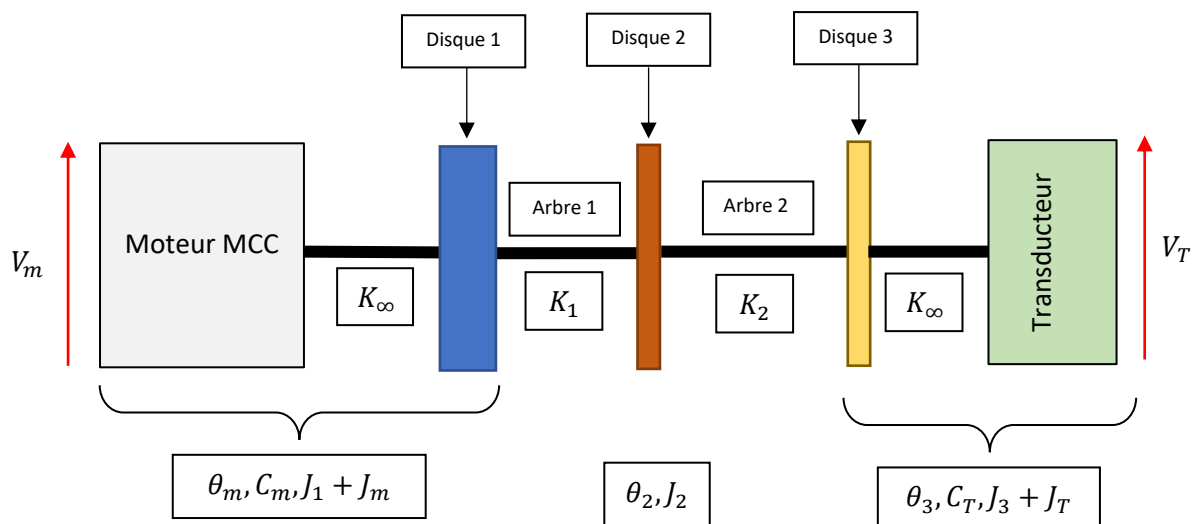 Disque 1
Disque 2
Disque 3
Moteur MCC
Arbre 1
Arbre 2
Transducteur
V_m
V_T
K_∞
K_1
K_2
K_∞
θ_m, C_m, J_1 + J_m
θ_2, J_2
θ_3, C_T, J_3 + J_T